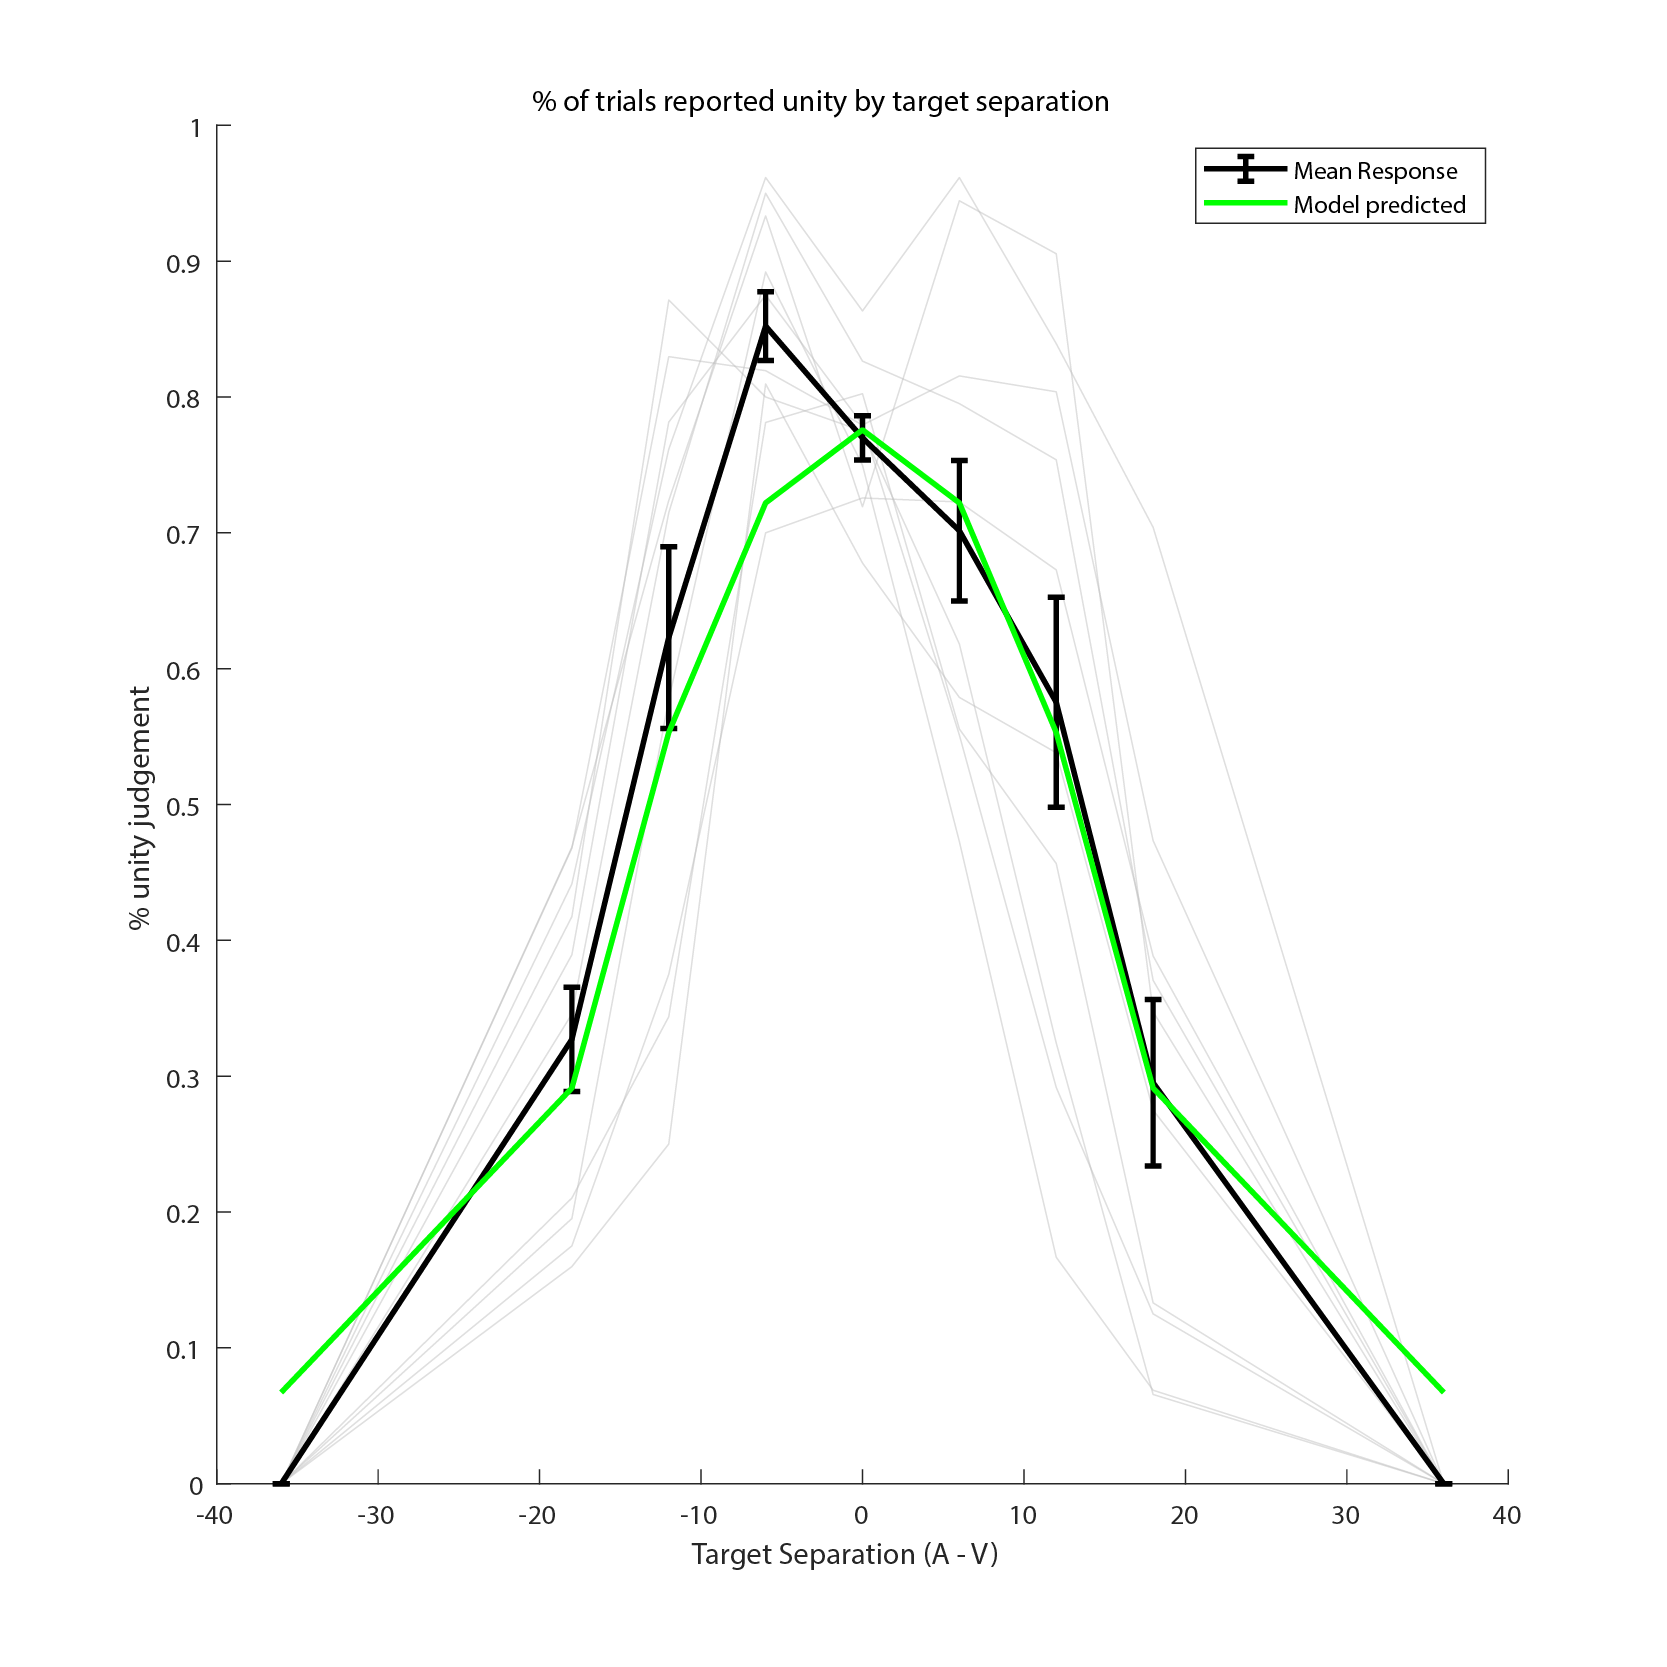 % of trials reported unity by target separation
1
0.9
0.8
0.7
0.6
0.5
0.4
0.3
0.2
0.1
0
% unity judgement
Mean Response
Model predicted
-40 -30 -20 -10 0 10 20 30 40
Target Separation (A - V)